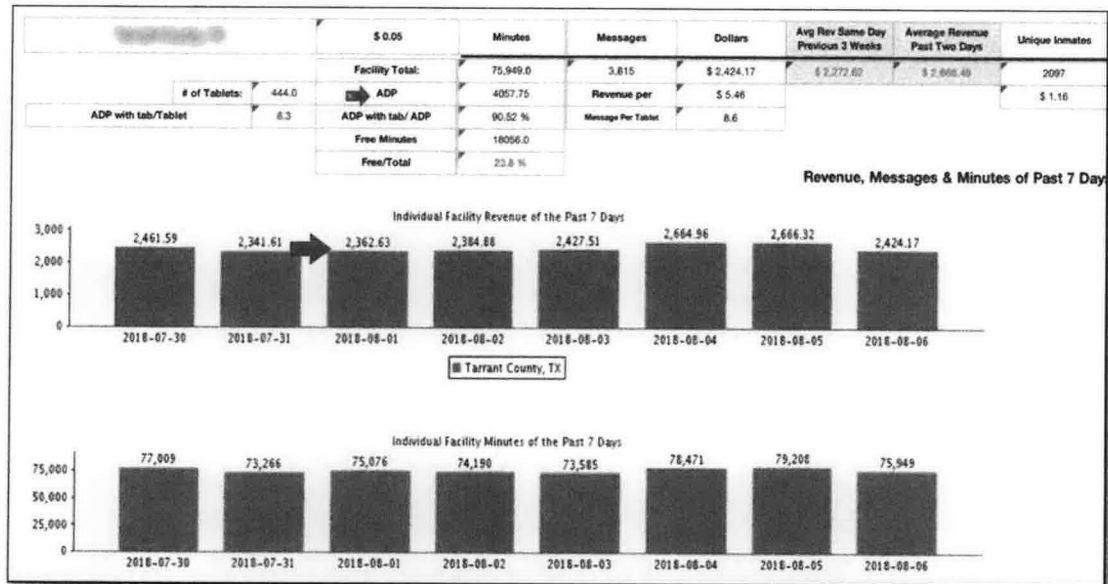 $ 0.05 Minutes Messages Dollars Avg Rev Same Day Previous 3 Weeks Average Revenue Past Two Days Unique Inmates
Facility Total: 75,949.0 3,815 $ 2,424.17 $ 2,272.62 $ 2,666.49 2097
# of Tablets: 444.0 ADP 4057.75 Revenue per $ 5.46 $ 1.16
ADP with tab/Tablet 8.3 ADP with tab/ ADP 90.52 % Message Per Tablet 8.6
Free Minutes 18056.0
Free/Total 23.8 %
Revenue, Messages & Minutes of Past 7 Day
Individual Facility Revenue of the Past 7 Days
3,000
2,461.59 2,341.61 2,362.63 2,384.88 2,427.51 2,664.96 2,666.32 2,424.17
2,000
1,000
0
2018-07-30 2018-07-31 2018-08-01 2018-08-02 2018-08-03 2018-08-04 2018-08-05 2018-08-06
Tarrant County, TX
Individual Facility Minutes of the Past 7 Days
77,009 73,266 75,076 74,190 73,585 78,471 79,208 75,949
75,000
50,000
25,000
0
2018-07-30 2018-07-31 2018-08-01 2018-08-02 2018-08-03 2018-08-04 2018-08-05 2018-08-06